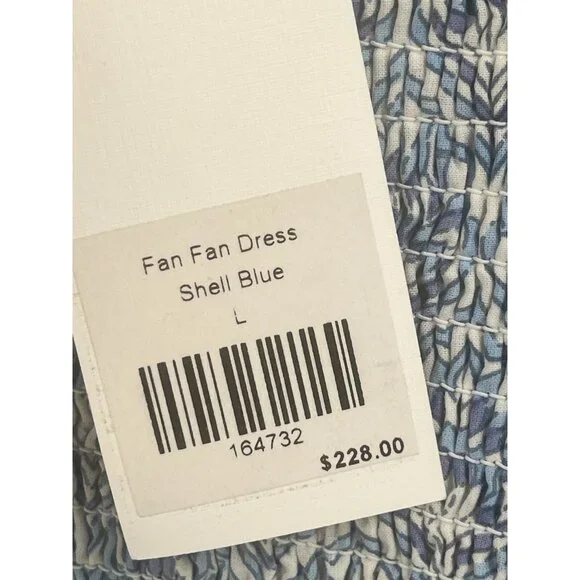 Fan Fan Dress
Shell Blue
L
164732
$228.00